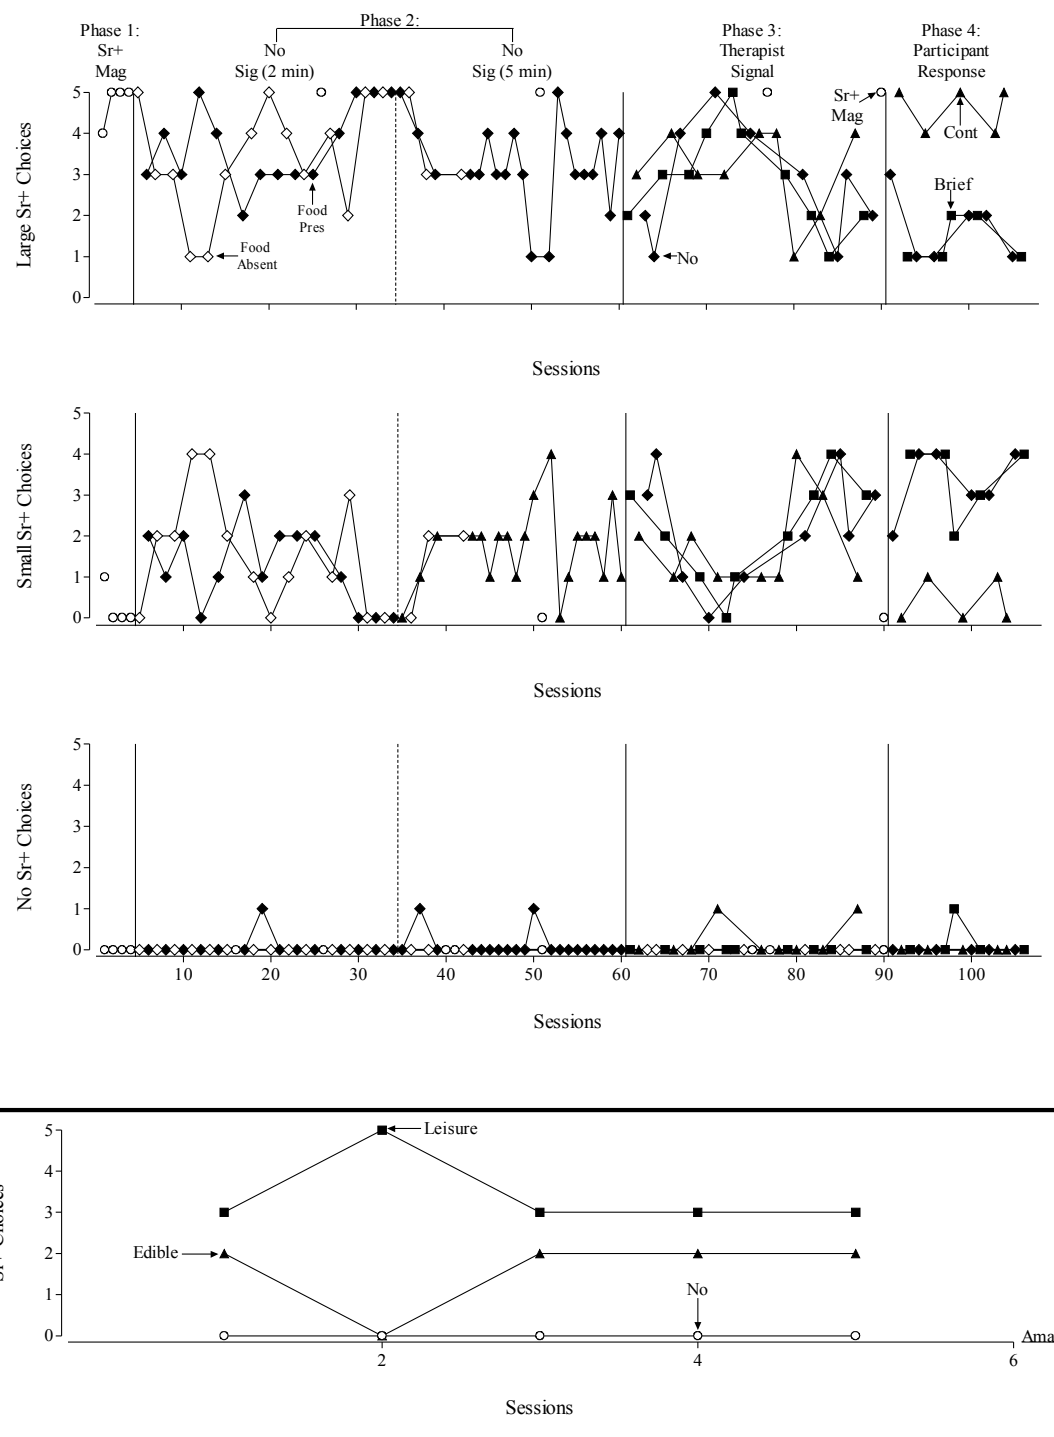 Phase 1:
Sr+
Mag
Phase 2:
No
Sig (2 min)
No
Sig (5 min)
Phase 3:
Therapist
Signal
Phase 4:
Participant
Response
Large Sr+ Choices
5
4
3
2
1
0
Food
Pres
Food
Absent
No
Sr+
Mag
Cont
Brief
Sessions
Small Sr+ Choices
5
4
3
2
1
0
Sessions
No Sr+ Choices
5
4
3
2
1
0
10 20 30 40 50 60 70 80 90 100
Sessions
Choices
5
4
3
2
1
0
Leisure
Edible
No
2 4 6
Ama
Sessions